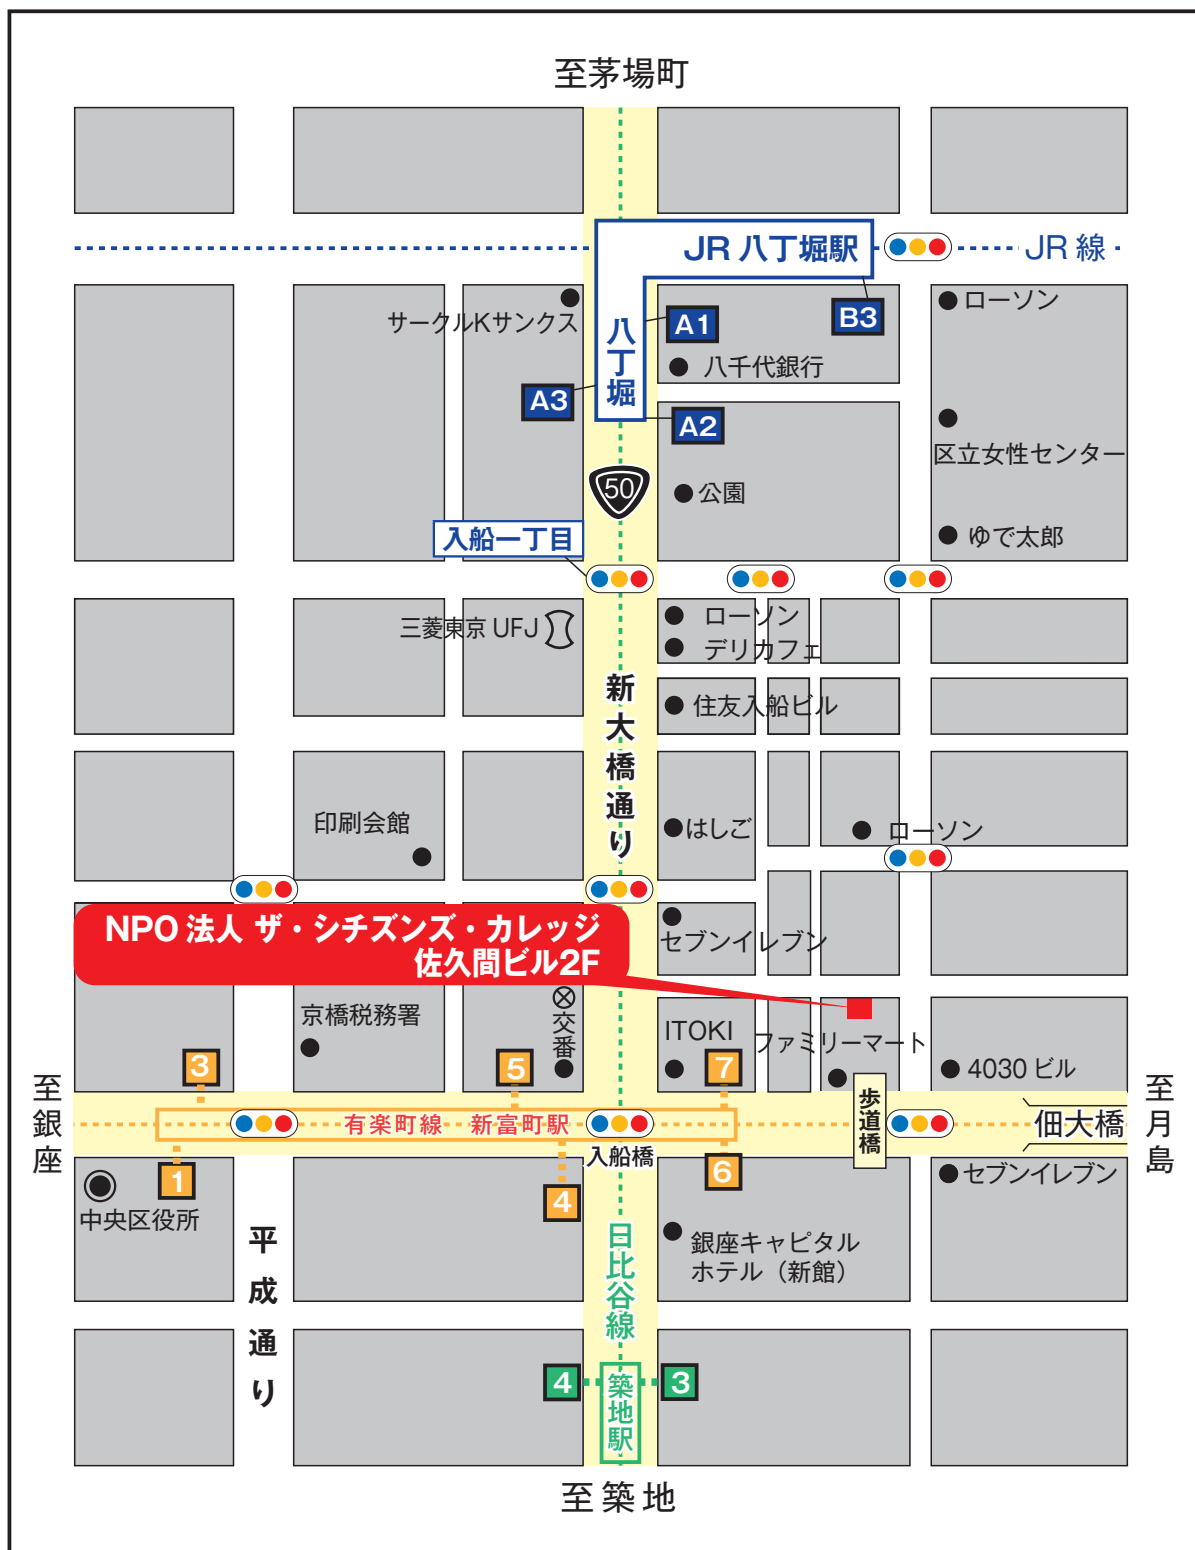 至茅場町
JR 八丁堀駅
JR 線
サークルKサンクス
八丁堀
A1
B3
ローソン
八千代銀行
A3
A2
区立女性センター
50
公園
入船一丁目
ゆで太郎
三菱東京 UFJ
ローソン
デリカフェ
新大橋通り
住友入船ビル
印刷会館
はしご
ローソン
NPO 法人 ザ・シチズンズ・カレッジ
佐久間ビル2F
セブンイレブン
京橋税務署
交番
ITOKI
ファミリーマート
3
5
7
4030 ビル
至銀座
有楽町線 新富町駅
歩道橋
佃大橋
至月島
入船橋
1
4
6
中央区役所
セブンイレブン
平成通り
日比谷線
銀座キャピタル
ホテル（新館）
4
築地駅
3
至築地